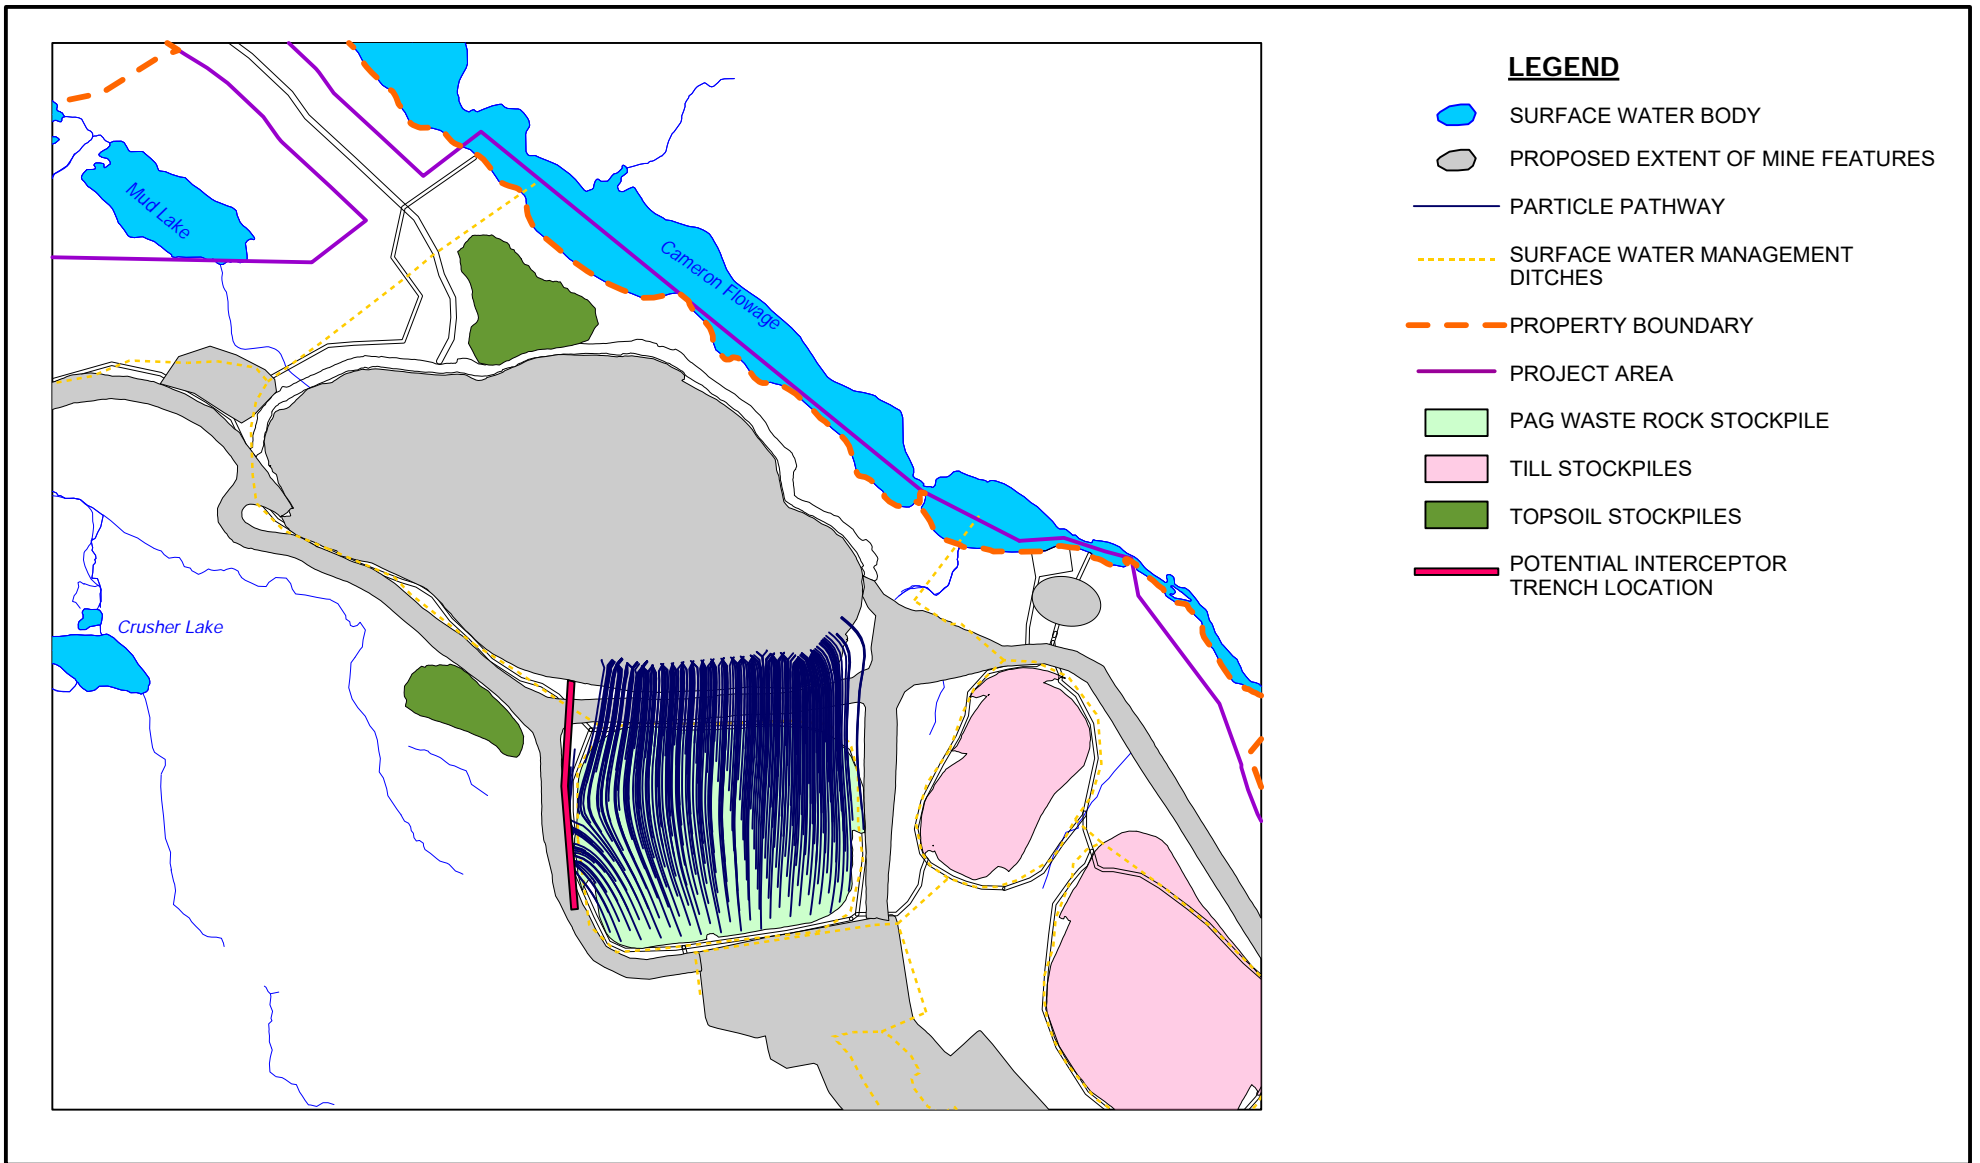 LEGEND
SURFACE WATER BODY
PROPOSED EXTENT OF MINE FEATURES
PARTICLE PATHWAY
SURFACE WATER MANAGEMENT
DITCHES
PROPERTY BOUNDARY
PROJECT AREA
PAG WASTE ROCK STOCKPILE
TILL STOCKPILES
TOPSOIL STOCKPILES
POTENTIAL INTERCEPTOR
TRENCH LOCATION
Mud Lake
Cameron Flowage
Crusher Lake